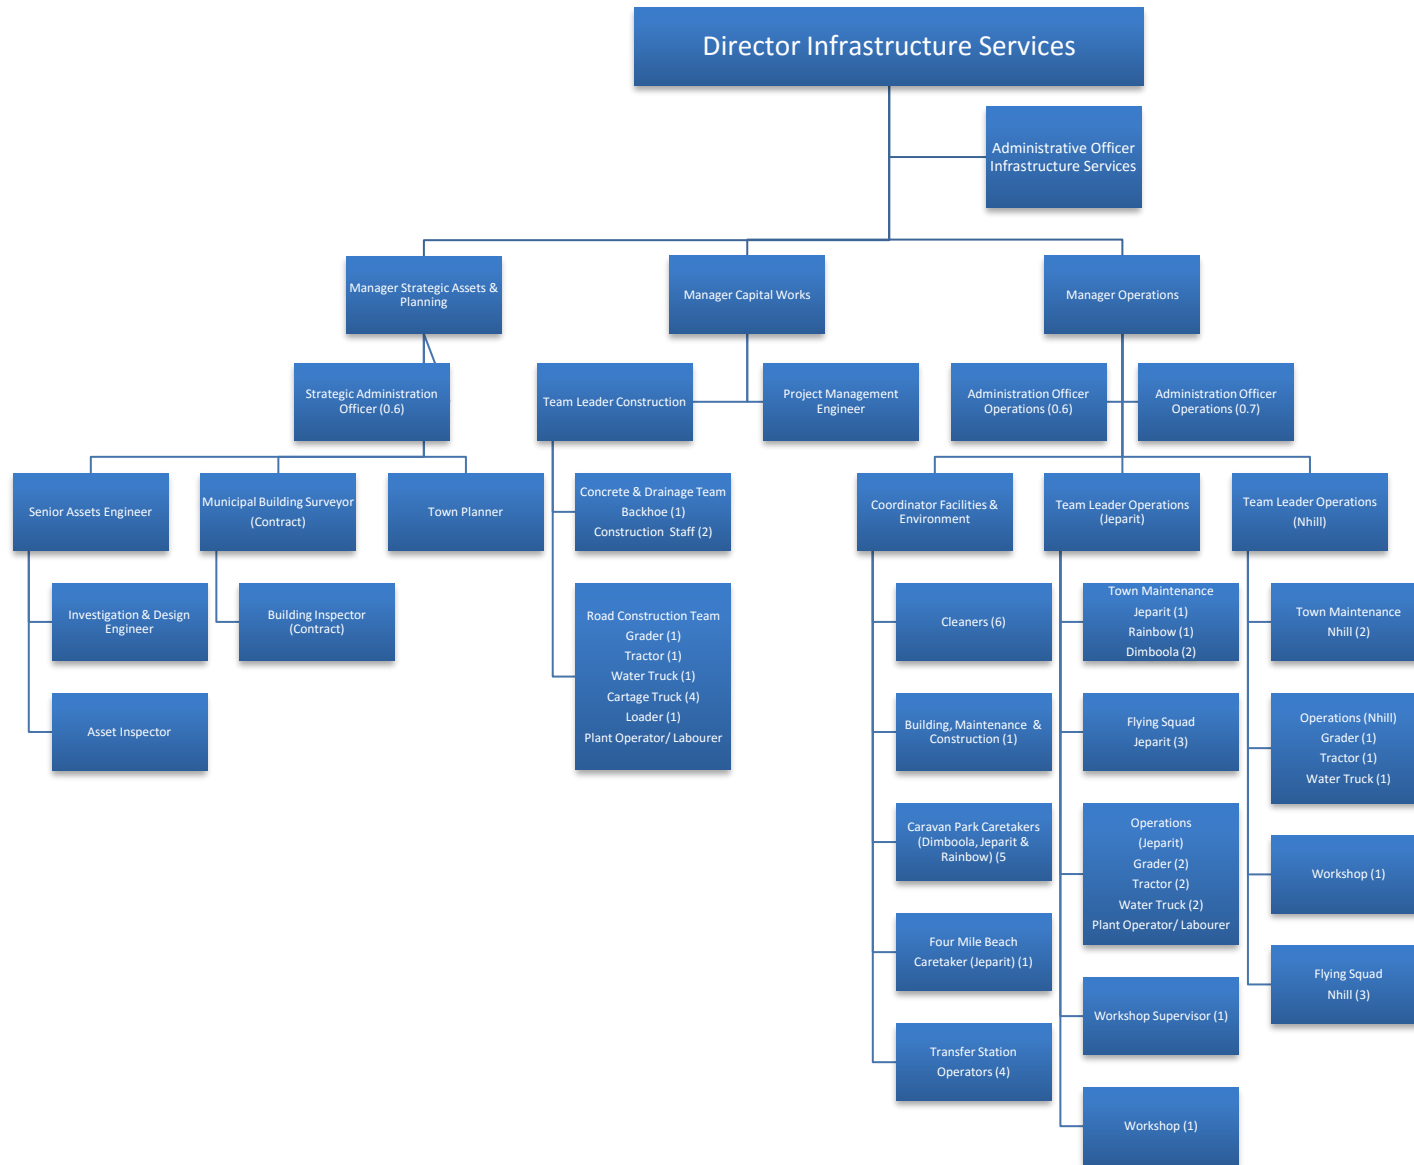 Director Infrastructure Services
Administrative Officer
Infrastructure Services
Manager Strategic Assets &
Planning
Manager Capital Works
Manager Operations
Strategic Administration
Officer (0.6)
Team Leader Construction
Project Management
Engineer
Administration Officer
Operations (0.6)
Administration Officer
Operations (0.7)
Senior Assets Engineer
Municipal Building Surveyor
(Contract)
Town Planner
Concrete & Drainage Team
Backhoe (1)
Construction Staff (2)
Coordinator Facilities &
Environment
Team Leader Operations
(Jeparit)
Team Leader Operations
(Nhill)
Investigation & Design
Engineer
Building Inspector
(Contract)
Road Construction Team
Grader (1)
Tractor (1)
Water Truck (1)
Cartage Truck (4)
Loader (1)
Plant Operator/ Labourer
Cleaners (6)
Town Maintenance
Jeparit (1)
Rainbow (1)
Dimboola (2)
Town Maintenance
Nhill (2)
Asset Inspector
Building, Maintenance &
Construction (1)
Flying Squad
Jeparit (3)
Operations (Nhill)
Grader (1)
Tractor (1)
Water Truck (1)
Caravan Park Caretakers
(Dimboola, Jeparit &
Rainbow) (5
Operations
(Jeparit)
Grader (2)
Tractor (2)
Water Truck (2)
Plant Operator/ Labourer
Workshop (1)
Four Mile Beach
Caretaker (Jeparit) (1)
Workshop Supervisor (1)
Flying Squad
Nhill (3)
Transfer Station
Operators (4)
Workshop (1)